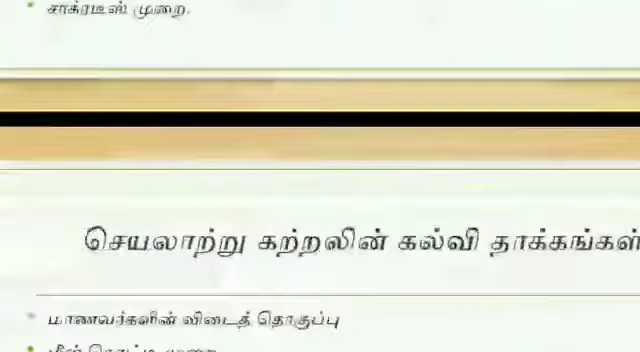 சாக்ரடீஸ் முறை.
செயலாற்று கற்றலின் கல்வி தாக்கங்கள்
மாணவர்களின் விடைத் தொகுப்பு
முறை